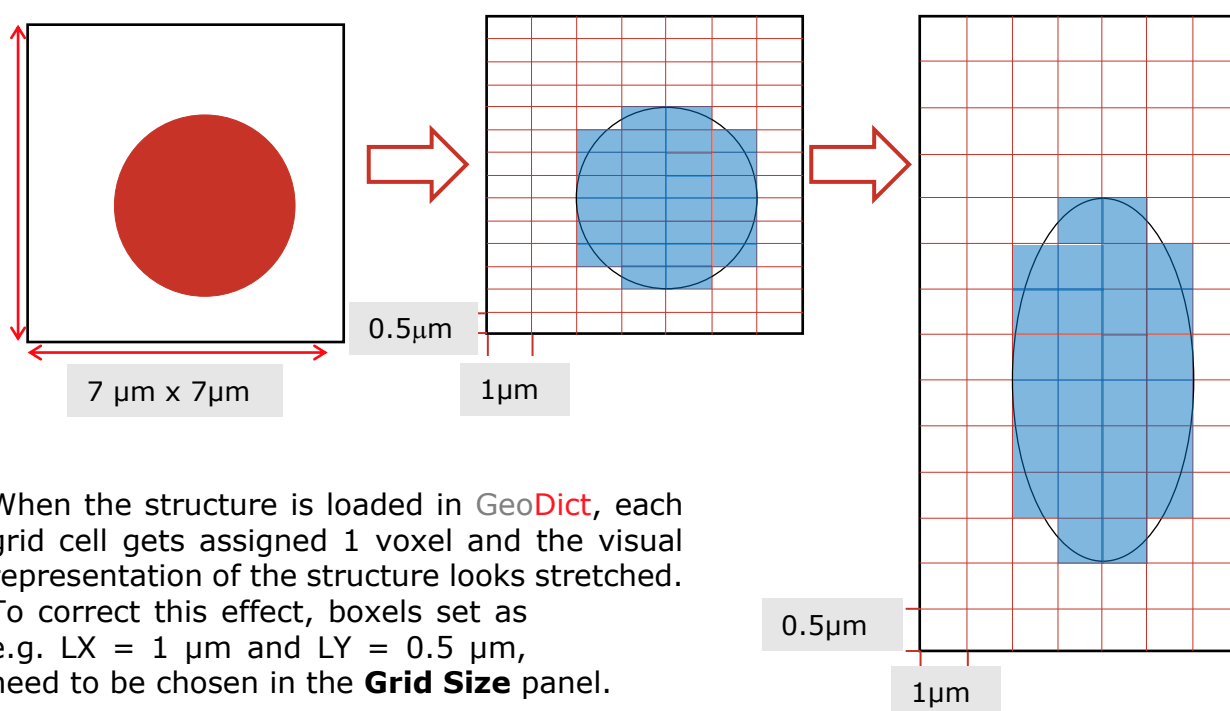 7 µm x 7µm
0.5μm
1µm
When the structure is loaded in GeoDict, each
grid cell gets assigned 1 voxel and the visual
representation of the structure looks stretched.
To correct this effect, boxels set as
e.g. LX = 1 µm and LY = 0.5 µm,
need to be chosen in the Grid Size panel.
0.5µm
1µm